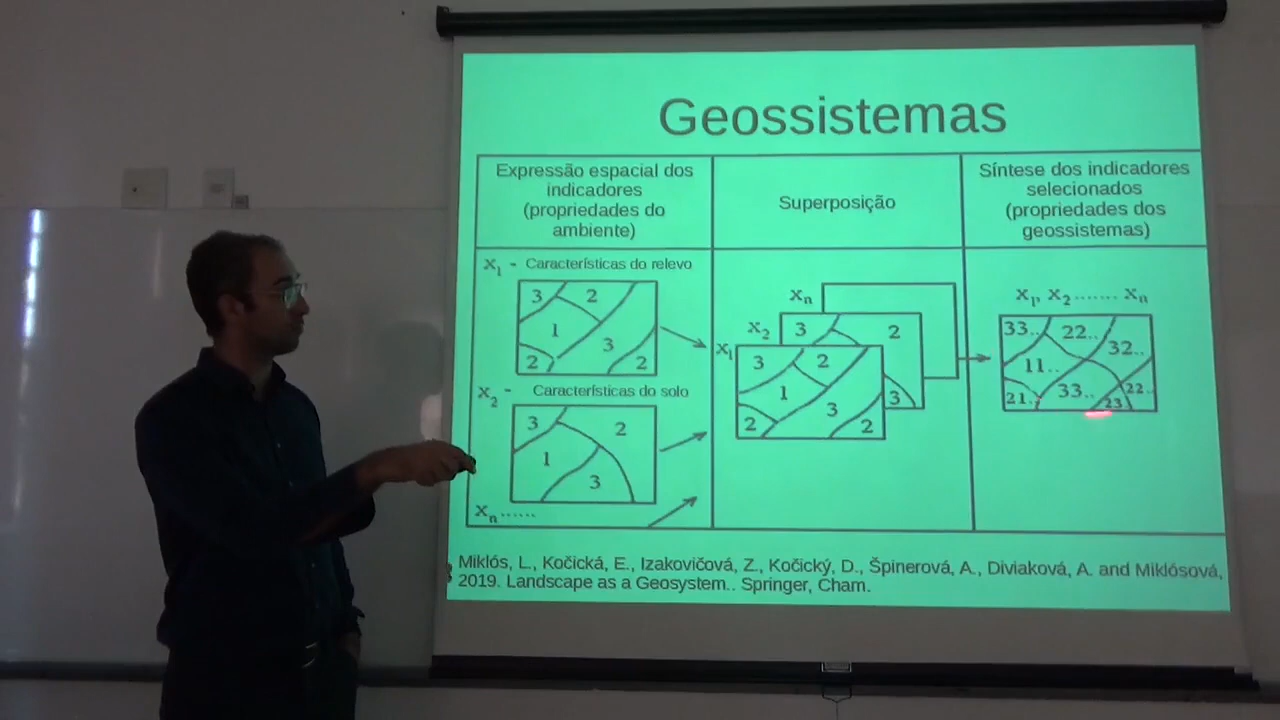 Geossistemas
Expressão espacial dos
indicadores
(propriedades do
ambiente)
Superposição
Síntese dos indicadores
selecionados
(propriedades dos
geossistemas)
X1 - Características do relevo
3 2
1
3
2 2
X2 - Características do solo
3 2
1
3
Xn ......
Xn
X2 3 2
X1 3 2
1
3
3
2 2
X1, X2 ....... Xn
33.. 22..
32..
11..
33.. 22..
21.. 23
Miklós, L., Kočická, E., Izakovičová, Z., Kočický, D., Špinerová, A., Diviaková, A. and Miklósová,
2019. Landscape as a Geosystem.. Springer, Cham.